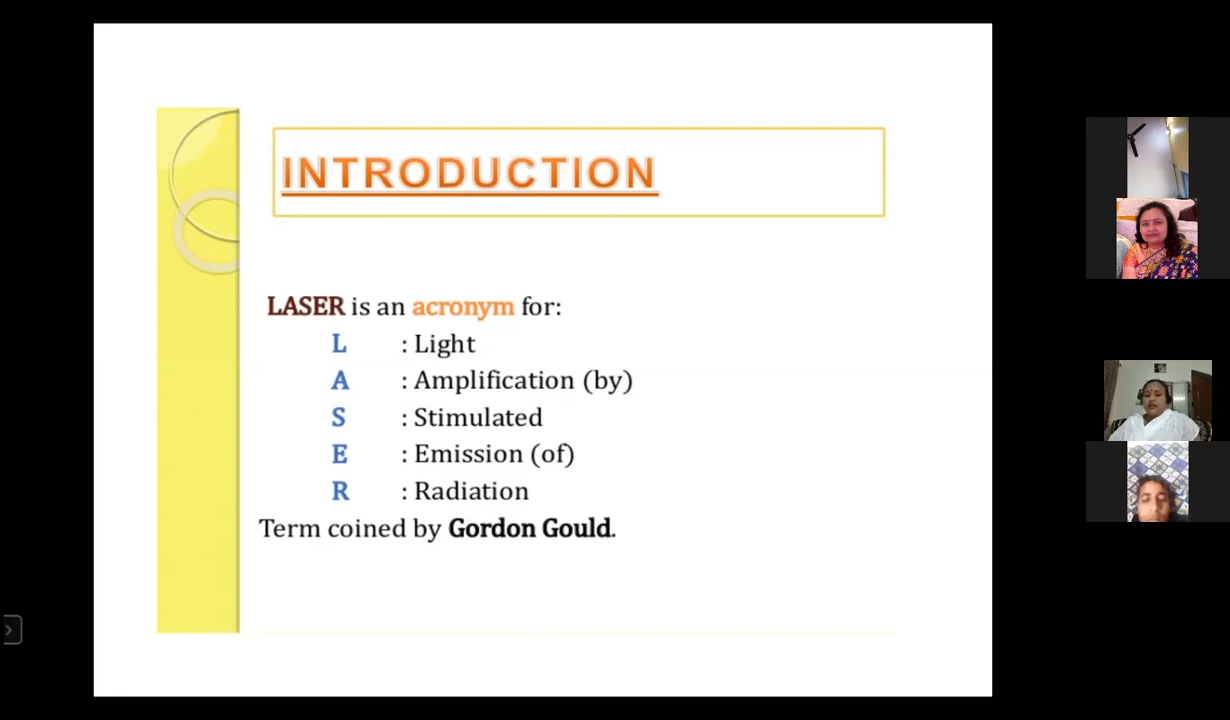 INTRODUCTION
LASER is an acronym for:
L : Light
A : Amplification (by)
S : Stimulated
E : Emission (of)
R : Radiation
Term coined by Gordon Gould.